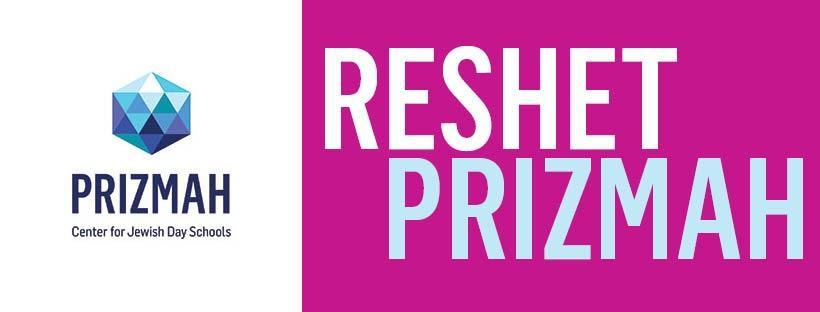 PRIZMAH
Center for Jewish Day Schools
RESHET
PRIZMAH